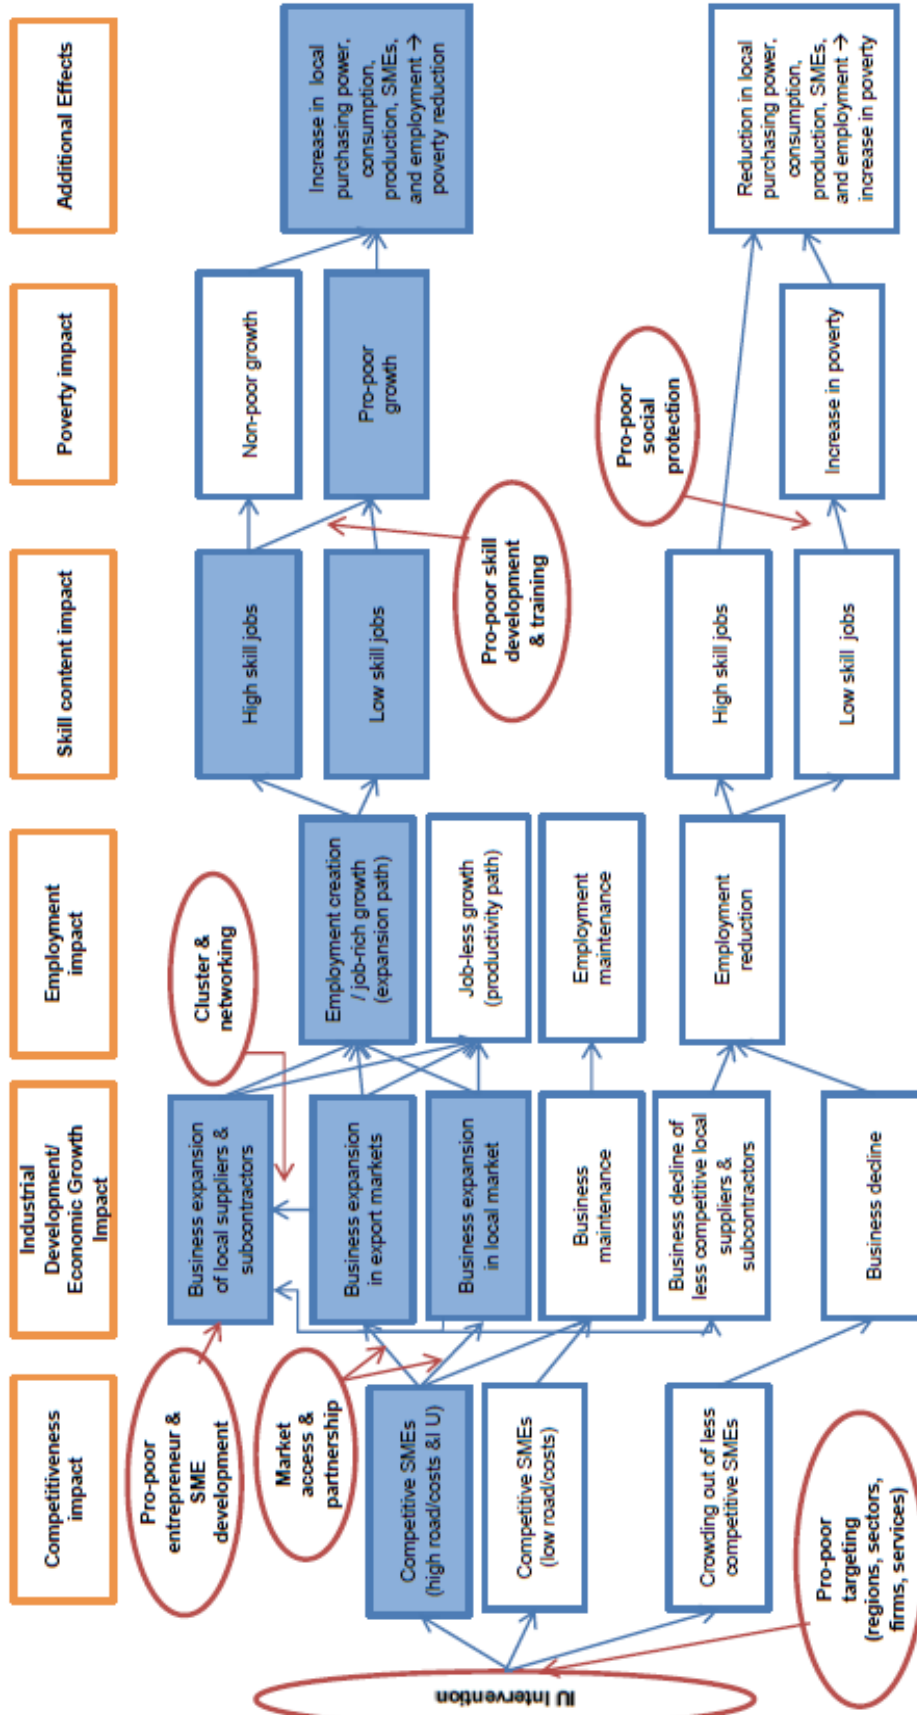 Competitiveness
impact
Industrial
Development/
Economic Growth
Impact
Employment
impact
Skill content impact
Poverty impact
Additional Effects
Pro-poor
entrepreneur &
SME
development
Market
access &
partnership
Cluster &
networking
Business expansion
of local suppliers &
subcontractors
High skill jobs
Non-poor growth
Increase in local
purchasing power,
consumption,
production, SMEs,
and employment →
poverty reduction
Competitive SMEs
(high road/costs &I U)
Business expansion
in export markets
Employment creation
/ job-rich growth
(expansion path)
Low skill jobs
Pro-poor
growth
Business expansion
in local market
Job-less growth
(productivity path)
Pro-poor skill
development
& training
IU Intervention
Competitive SMEs
(low road/costs)
Business
maintenance
Employment
maintenance
Pro-poor
social
protection
Crowding out of less
competitive SMEs
Business decline of
less competitive local
suppliers &
subcontractors
Employment
reduction
High skill jobs
Reduction in local
purchasing power,
consumption,
production, SMEs,
and employment →
increase in poverty
Pro-poor
targeting
(regions, sectors,
firms, services)
Business decline
Low skill jobs
Increase in poverty